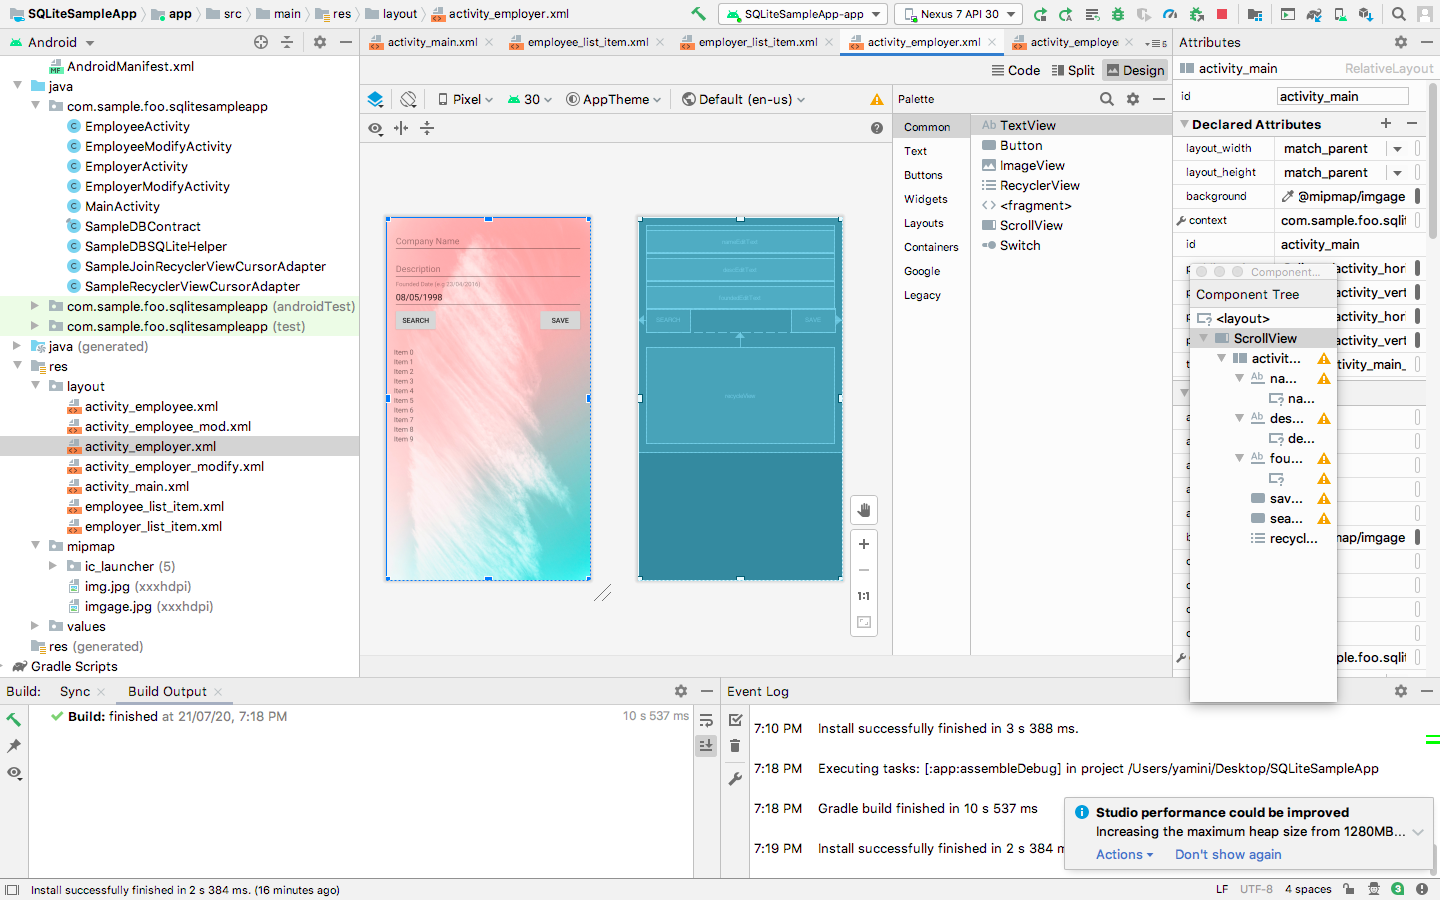 SQLiteSampleApp
app
src
main
res
layout
activity_employer.xml
SQLiteSampleApp-app
Nexus 7 API 30
Android
activity_main.xml
employee_list_item.xml
employer_list_item.xml
activity_employer.xml
activity_employe
5
Attributes
Code
Split
Design
Pixel
30
AppTheme
Default (en-us)
Palette
AndroidManifest.xml
java
com.sample.foo.sqlitesampleapp
EmployeeActivity
EmployeeModifyActivity
EmployerActivity
EmployerModifyActivity
MainActivity
SampleDBContract
SampleDBSQLiteHelper
SampleJoinRecyclerViewCursorAdapter
SampleRecyclerViewCursorAdapter
com.sample.foo.sqlitesampleapp (androidTest)
com.sample.foo.sqlitesampleapp (test)
java (generated)
res
layout
activity_employee.xml
activity_employee_mod.xml
activity_employer.xml
activity_employer_modify.xml
activity_main.xml
employee_list_item.xml
employer_list_item.xml
mipmap
ic_launcher (5)
img.jpg (xxxhdpi)
imgage.jpg (xxxhdpi)
values
res (generated)
Gradle Scripts
Company Name
Description
Founded Date (e.g 23/04/2016)
08/05/1998
SEARCH
SAVE
Item 0
Item 1
Item 2
Item 3
Item 4
Item 5
Item 6
Item 7
Item 8
Item 9
nameEditText
descEditText
foundedEditText
SEARCH
SAVE
recycleView
1:1
Common
Text
Buttons
Widgets
Layouts
Containers
Google
Legacy
Ab TextView
Button
ImageView
RecyclerView
<fragment>
ScrollView
Switch
activity_main
RelativeLayout
id
activity_main
Declared Attributes
layout_width
match_parent
layout_height
match_parent
background
@mipmap/imgage
context
com.sample.foo.sqlit
id
activity_main
activity_hor
activity_vert
activity_hor
activity_vert
tivity_main_
map/imgage
ple.foo.sqlit
Component...
Component Tree
<layout>
ScrollView
activit...
Ab na...
na...
Ab des...
de...
Ab fou...
sav...
sea...
recycl...
Build:
Sync
Build Output
Build: finished at 21/07/20, 7:18 PM
10 s 537 ms
Event Log
7:10 PM Install successfully finished in 3 s 388 ms.
7:18 PM Executing tasks: [:app:assembleDebug] in project /Users/yamini/Desktop/SQLiteSampleApp
7:18 PM Gradle build finished in 10 s 537 ms
7:19 PM Install successfully finished in 2 s 384 m
Studio performance could be improved
Increasing the maximum heap size from 1280MB...
Actions
Don't show again
Install successfully finished in 2 s 384 ms. (16 minutes ago)
LF
UTF-8
4 spaces
3